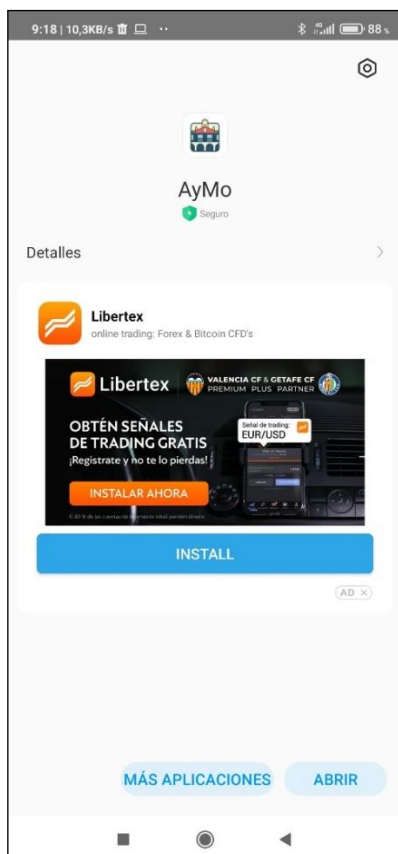 9:18 | 10,3KB/s
4G
88 %
AyMo
Seguro
Detalles
Libertex
online trading: Forex & Bitcoin CFD's
Libertex
VALENCIA CF & GETAFE CF
PREMIUM PLUS PARTNER
OBTÉN SEÑALES
DE TRADING GRATIS
¡Regístrate y no te lo pierdas!
Señal de trading:
EUR/USD
INSTALAR AHORA
INSTALL
AD
MÁS APLICACIONES
ABRIR